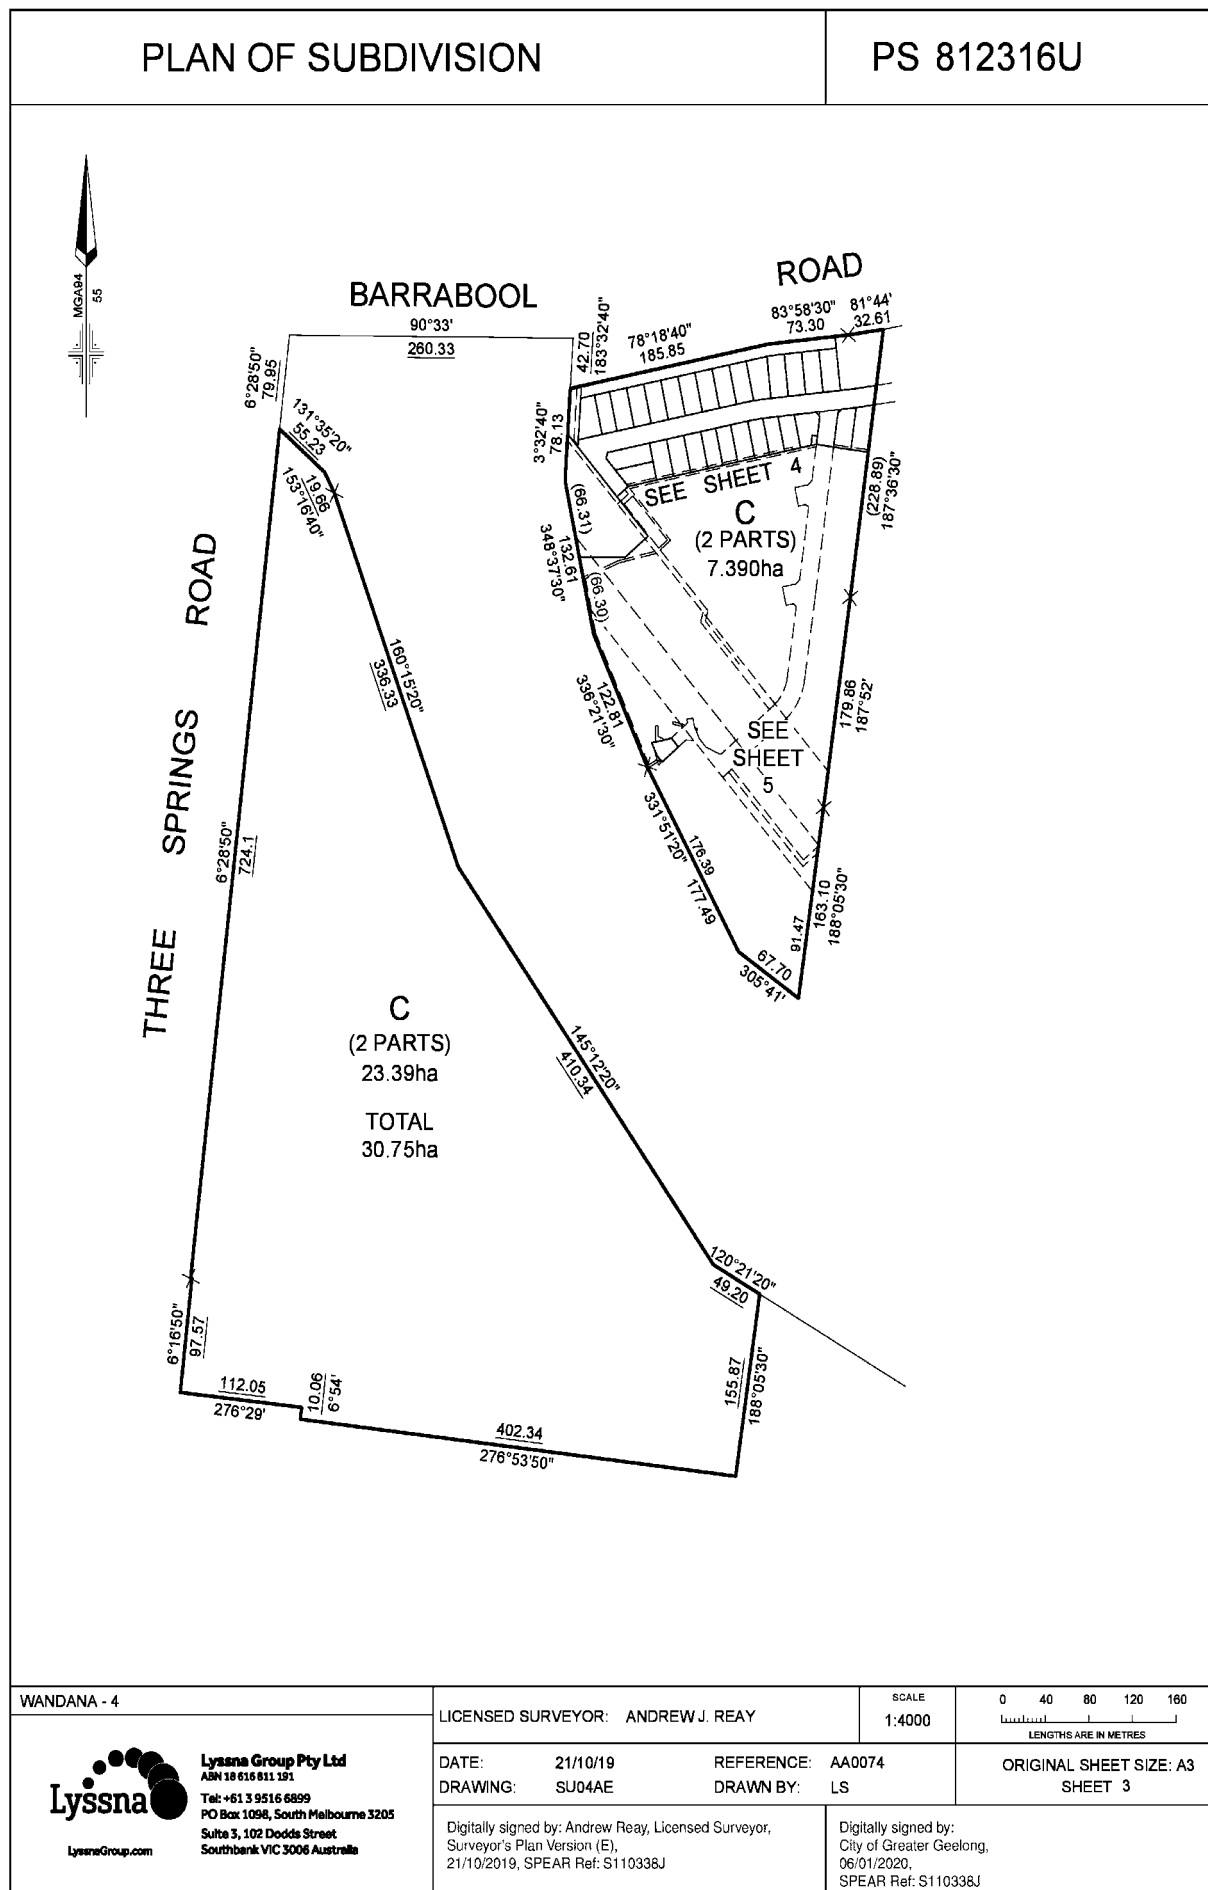 PLAN OF SUBDIVISION
PS 812316U
MGA94
55
BARRABOOL
ROAD
90°33'
260.33
42.70
183°32'40"
78°18'40"
185.85
83°58'30"
73.30
81°44'
32.61
6°28'50"
79.95
131°35'20"
55.23
19.66
153°16'40"
3°32'40"
78.13
(66.31)
132.61
348°37'30"
(66.30)
SEE SHEET 4
C
(2 PARTS)
7.390ha
(228.89)
187°36'30"
THREE SPRINGS ROAD
160°15'20"
336.33
122.81
336°21'30"
179.86
187°52'
SEE
SHEET
5
6°28'50"
724.1
331°51'20"
176.39
177.49
163.10
188°05'30"
91.47
67.70
305°41'
C
(2 PARTS)
23.39ha
TOTAL
30.75ha
145°12'20"
410.34
120°21'20"
49.20
6°16'50"
97.57
112.05
276°29'
10.06
6°54'
402.34
276°53'50"
155.87
188°05'30"
WANDANA - 4
Lyssna
LyssnaGroup.com
Lyssna Group Pty Ltd
ABN 18 616 811 191
Tel: +61 3 9516 6899
PO Box 1098, South Melbourne 3205
Suite 3, 102 Dodds Street
Southbank VIC 3006 Australia
LICENSED SURVEYOR: ANDREW J. REAY
SCALE
1:4000
0 40 80 120 160
LENGTHS ARE IN METRES
DATE: 21/10/19 REFERENCE: AA0074
DRAWING: SU04AE DRAWN BY: LS
ORIGINAL SHEET SIZE: A3
SHEET 3
Digitally signed by: Andrew Reay, Licensed Surveyor,
Surveyor's Plan Version (E),
21/10/2019, SPEAR Ref: S110338J
Digitally signed by:
City of Greater Geelong,
06/01/2020,
SPEAR Ref: S110338J